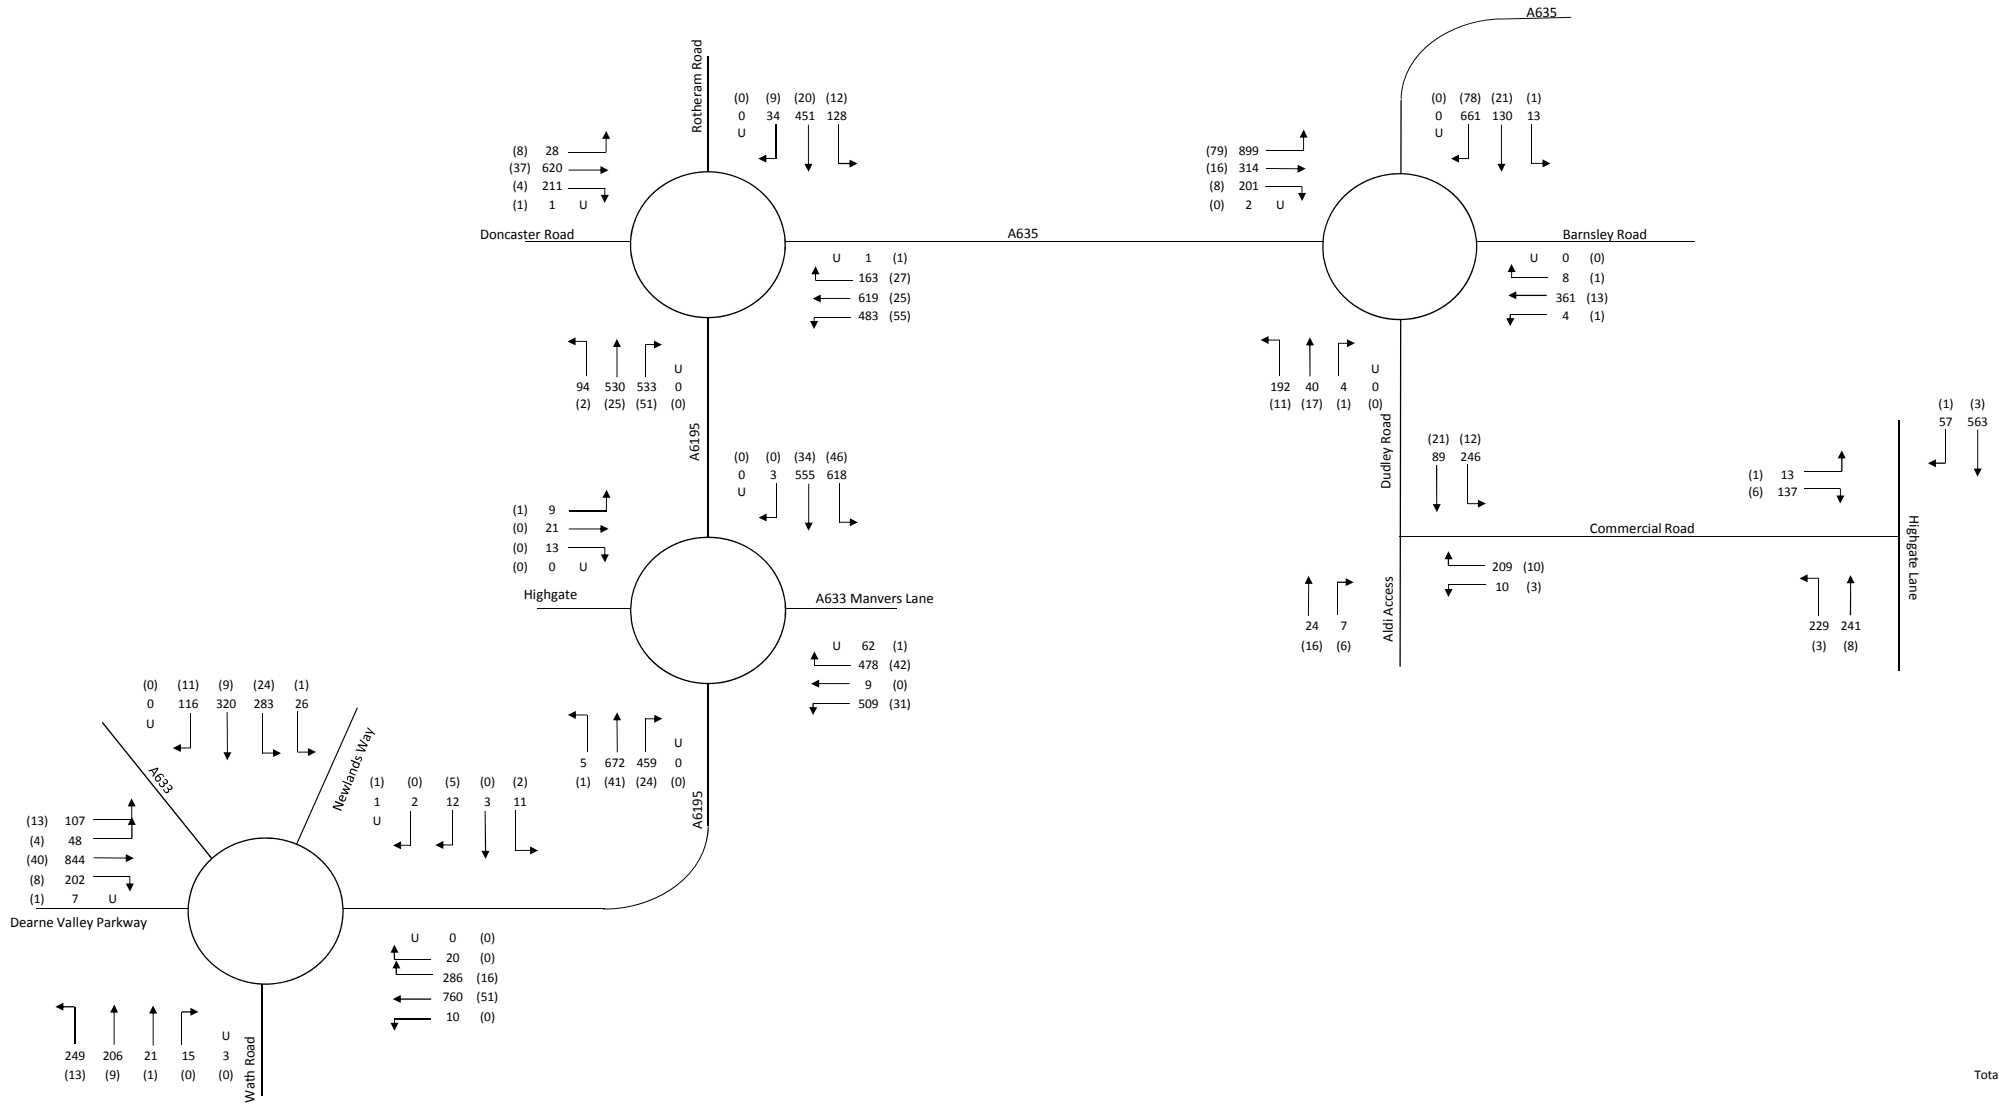 A635
Rotheram Road
(0) (9) (20) (12)
0 34 451 128
U
(8) 28
(37) 620
(4) 211
(1) 1 U
Doncaster Road
A635
U 1 (1)
163 (27)
619 (25)
483 (55)
94 530 533 U 0
(2) (25) (51) (0)
A6195
(0) (78) (21) (1)
0 661 130 13
U
(79) 899
(16) 314
(8) 201
(0) 2 U
Barnsley Road
U 0 (0)
8 (1)
361 (13)
4 (1)
U
192 40 4 0
(11) (17) (1) (0)
Dudley Road
(21) (12)
89 246
(1) 13
(6) 137
(1) (3)
57 563
Commercial Road
Highgate Lane
209 (10)
10 (3)
Aldi Access
24 7
(16) (6)
229 241
(3) (8)
(0) (0) (34) (46)
0 3 555 618
U
(1) 9
(0) 21
(0) 13
(0) 0 U
Highgate
A633 Manvers Lane
U 62 (1)
478 (42)
9 (0)
509 (31)
U
5 672 459 0
(1) (41) (24) (0)
A6195
(0) (11) (9) (24) (1)
0 116 320 283 26
U
A633
Newlands Way
(1) (0) (5) (0) (2)
1 2 12 3 11
U
(13) 107
(4) 48
(40) 844
(8) 202
(1) 7 U
Dearne Valley Parkway
U 0 (0)
20 (0)
286 (16)
760 (51)
10 (0)
U
249 206 21 15 3
(13) (9) (1) (0) (0)
Wath Road
Tota